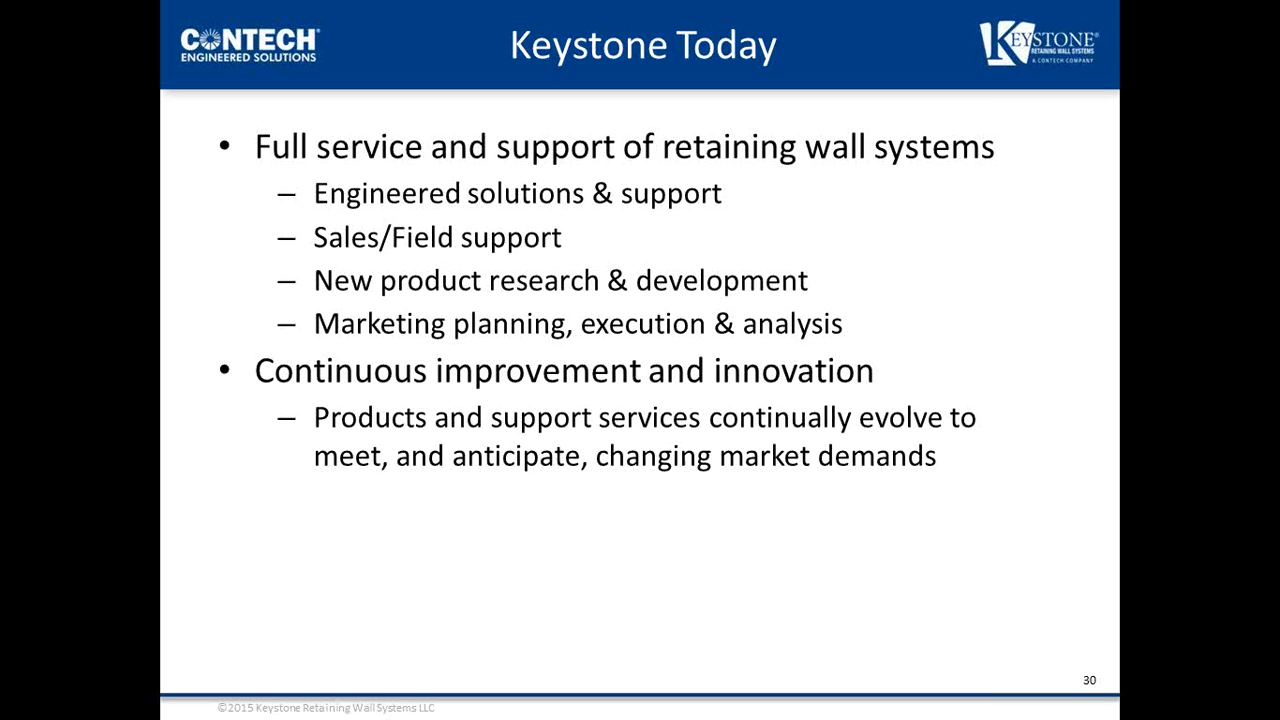 CONTECH®
ENGINEERED SOLUTIONS
Keystone Today
KEYSTONE®
RETAINING WALL SYSTEMS
A CONTECH COMPANY
• Full service and support of retaining wall systems
– Engineered solutions & support
– Sales/Field support
– New product research & development
– Marketing planning, execution & analysis
• Continuous improvement and innovation
– Products and support services continually evolve to
meet, and anticipate, changing market demands
30
©2015 Keystone Retaining Wall Systems LLC